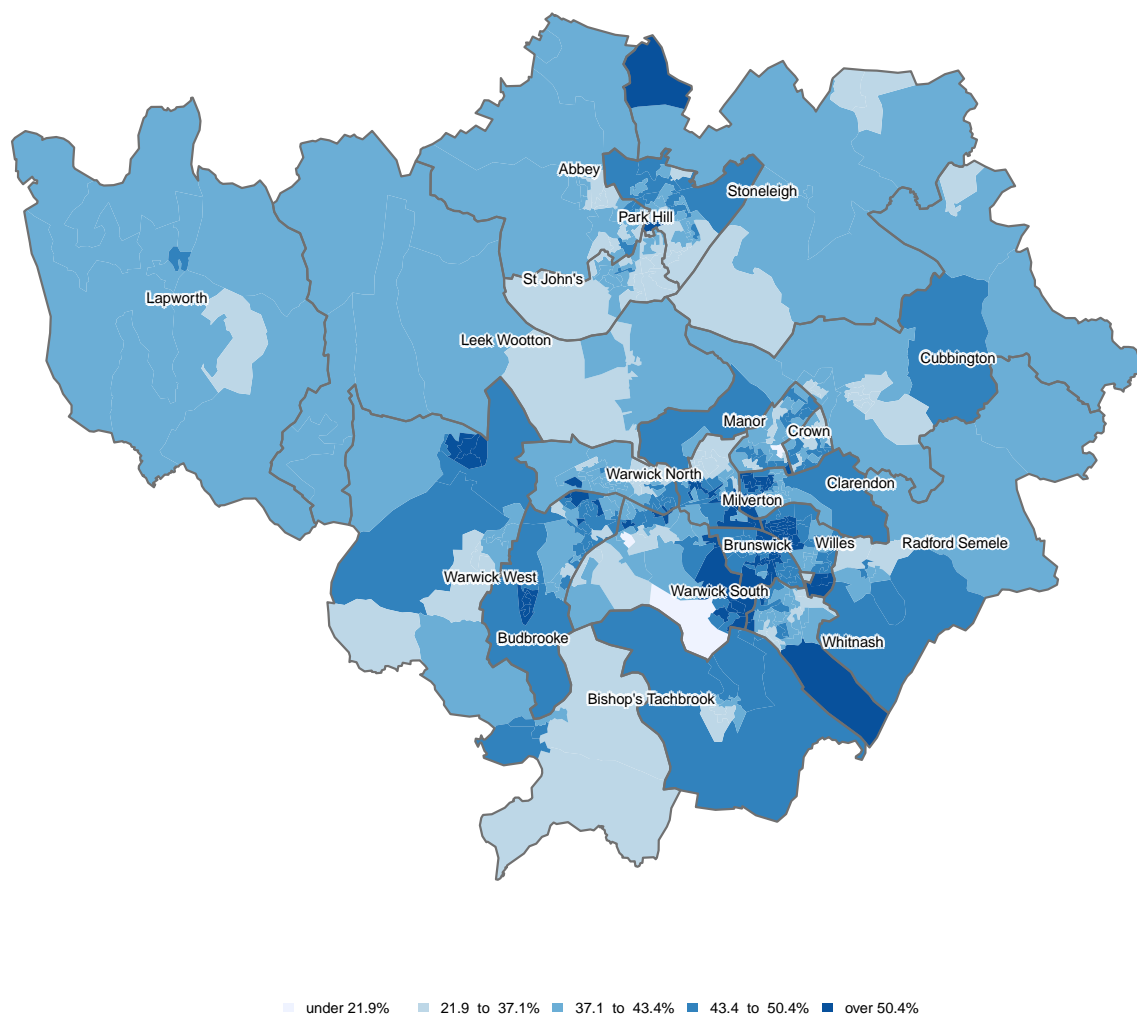 Abbey
Stoneleigh
Park Hill
St John's
Lapworth
Leek Wootton
Cubbington
Manor
Crown
Warwick North
Clarendon
Milverton
Brunswick
Willes
Radford Semele
Warwick West
Warwick South
Budbrooke
Whitnash
Bishop's Tachbrook
under 21.9% 21.9 to 37.1% 37.1 to 43.4% 43.4 to 50.4% over 50.4%